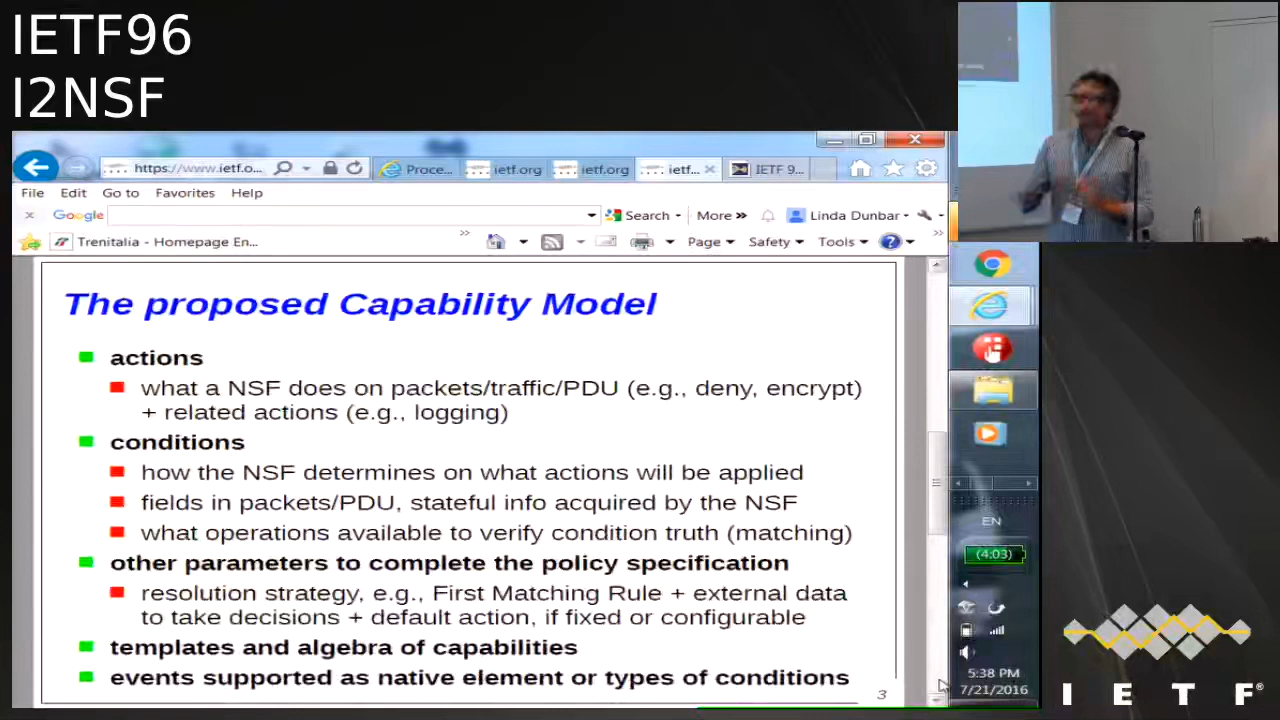 IETF96
I2NSF
https://www.ietf.o...
Proce...
ietf.org
ietf.org
ietf...
IETF 9...
File Edit Go to Favorites Help
Google
Search
More »
Linda Dunbar
Trenitalia - Homepage En...
Page
Safety
Tools
The proposed Capability Model
actions
what a NSF does on packets/traffic/PDU (e.g., deny, encrypt)
+ related actions (e.g., logging)
conditions
how the NSF determines on what actions will be applied
fields in packets/PDU, stateful info acquired by the NSF
what operations available to verify condition truth (matching)
other parameters to complete the policy specification
resolution strategy, e.g., First Matching Rule + external data
to take decisions + default action, if fixed or configurable
templates and algebra of capabilities
events supported as native element or types of conditions
3
EN
(4:03)
5:38 PM
7/21/2016
I E T F®